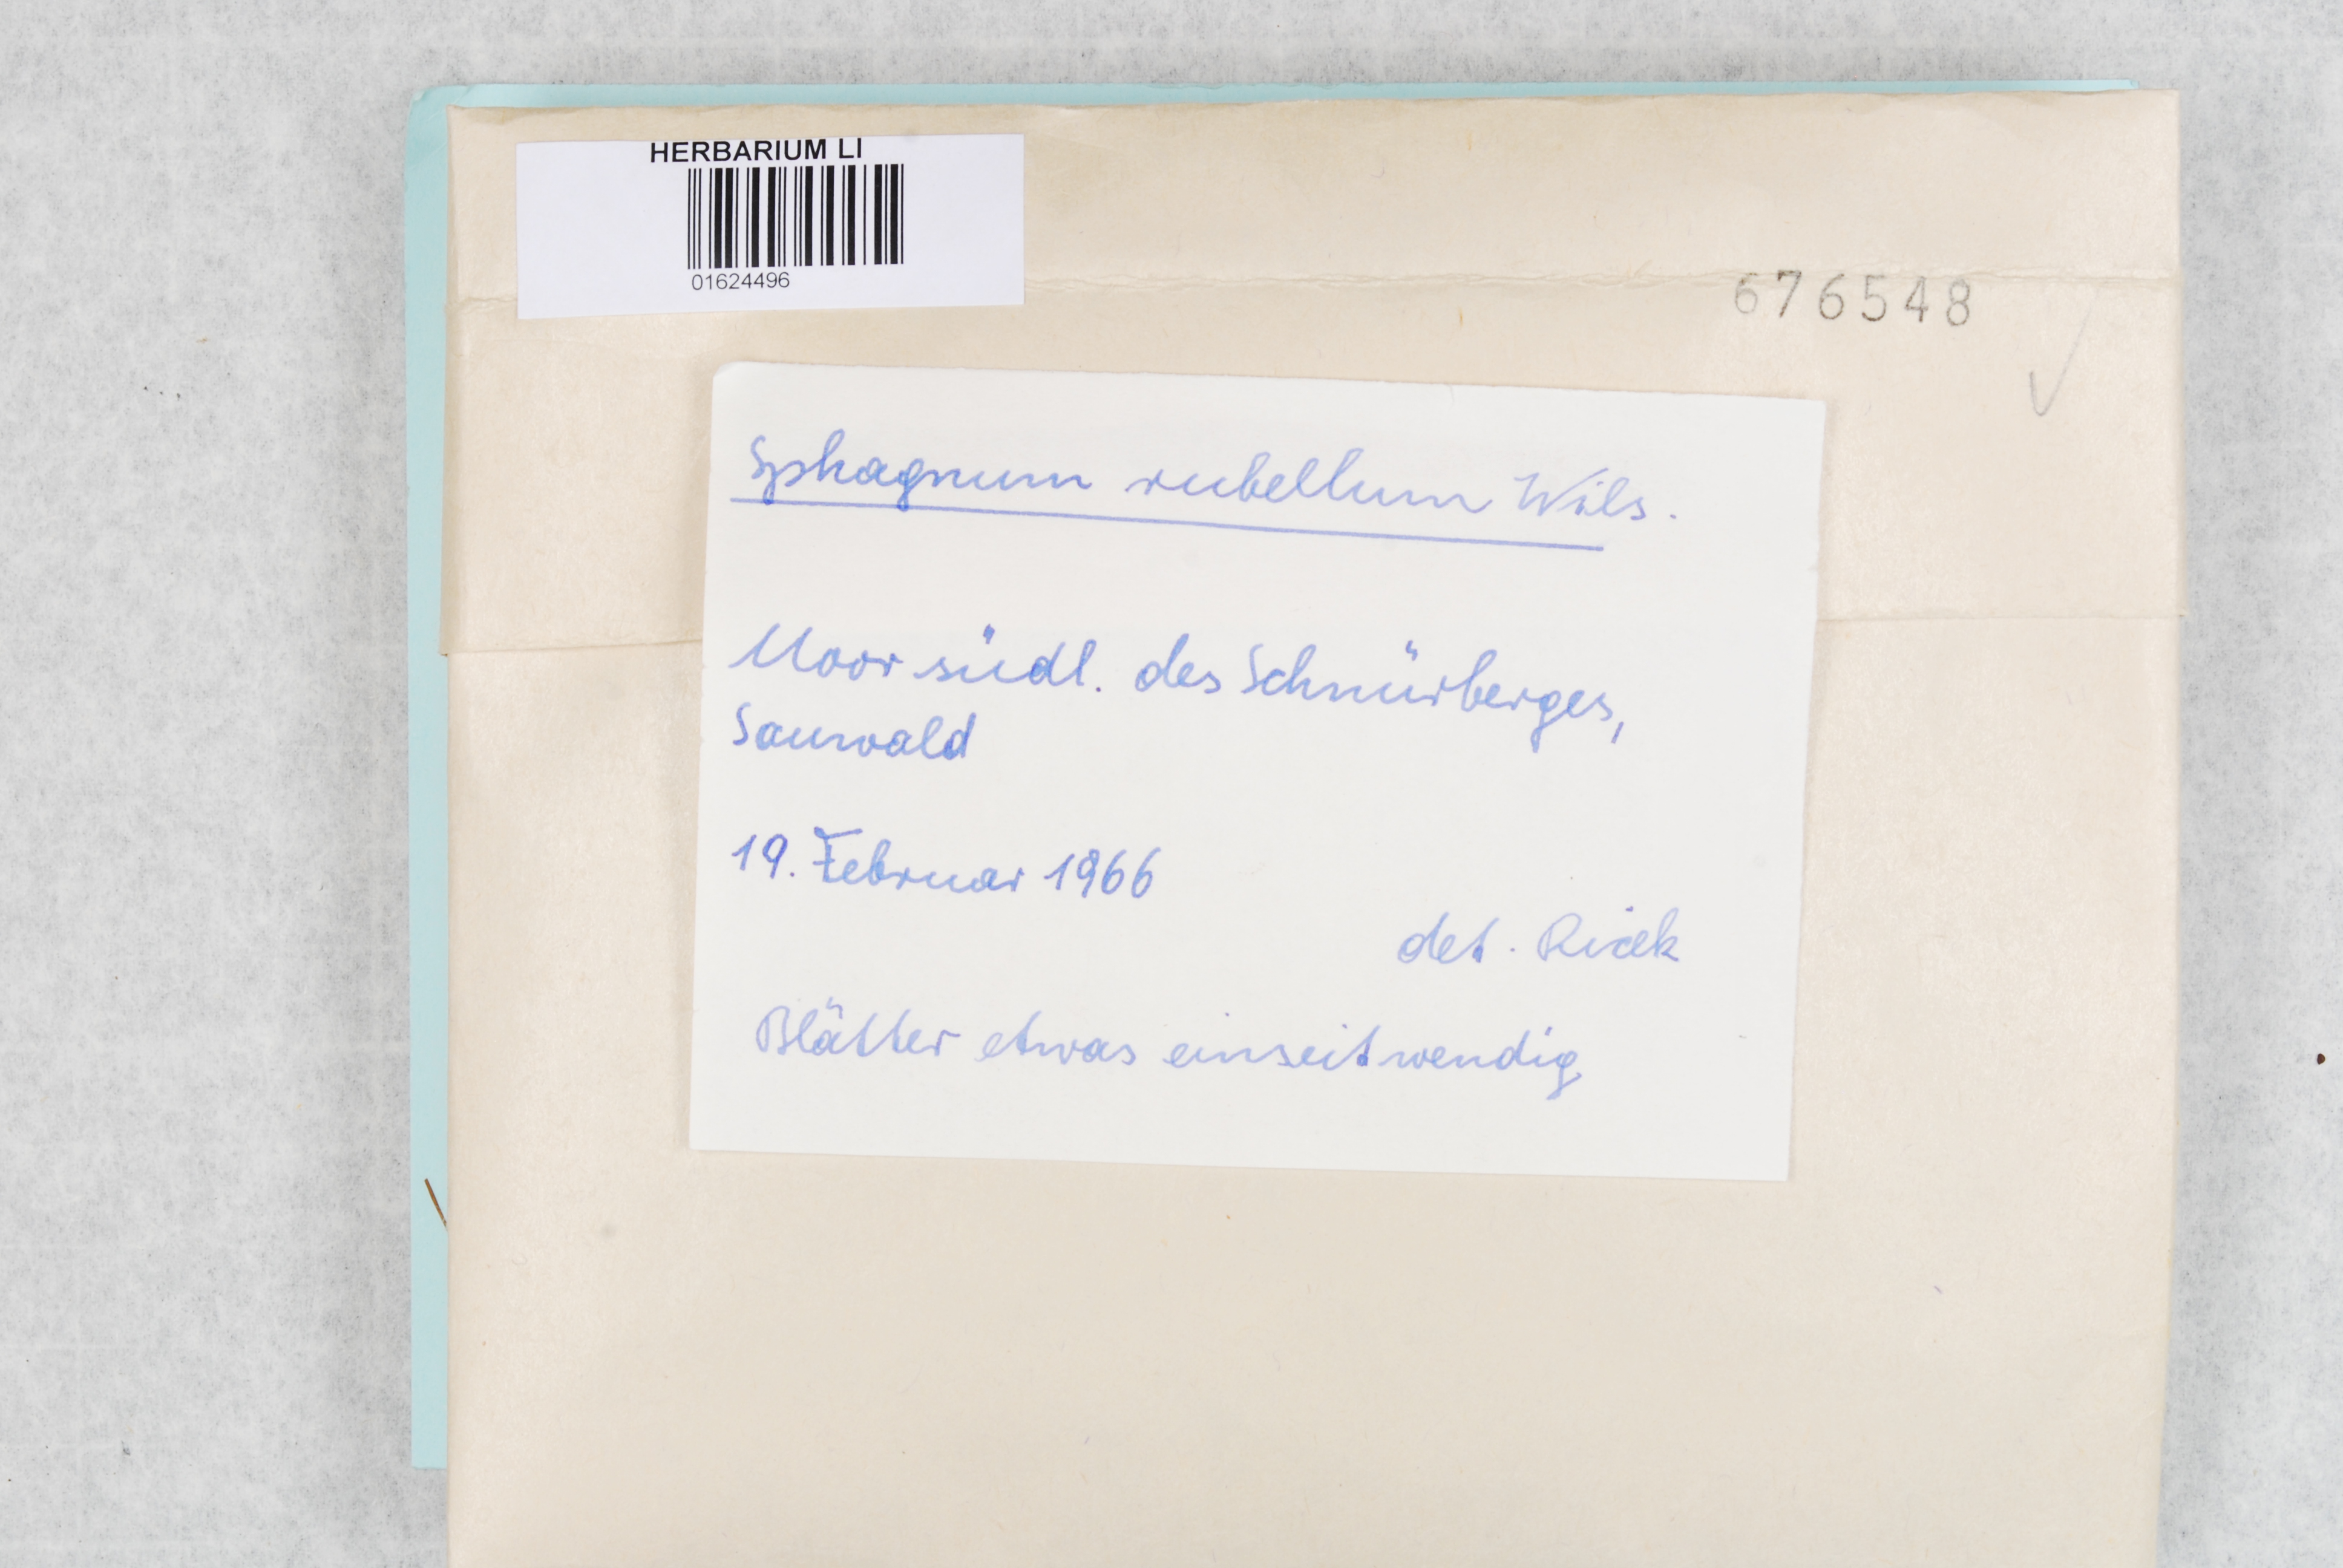 HERBARIUM LI
01624496
676548
Sphagnum rubellum Wils.
Moor südl. des Schnürberges,
Sauwald
19. Februar 1966
det. Ricek
Blätter etwas einseitwendig